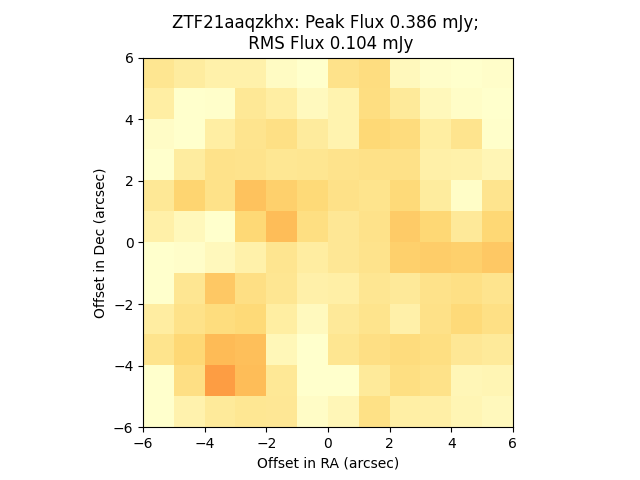 ZTF21aaqzkhx: Peak Flux 0.386 mJy;
RMS Flux 0.104 mJy
6
4
2
0
−2
−4
−6
Offset in Dec (arcsec)
−6 −4 −2 0 2 4 6
Offset in RA (arcsec)